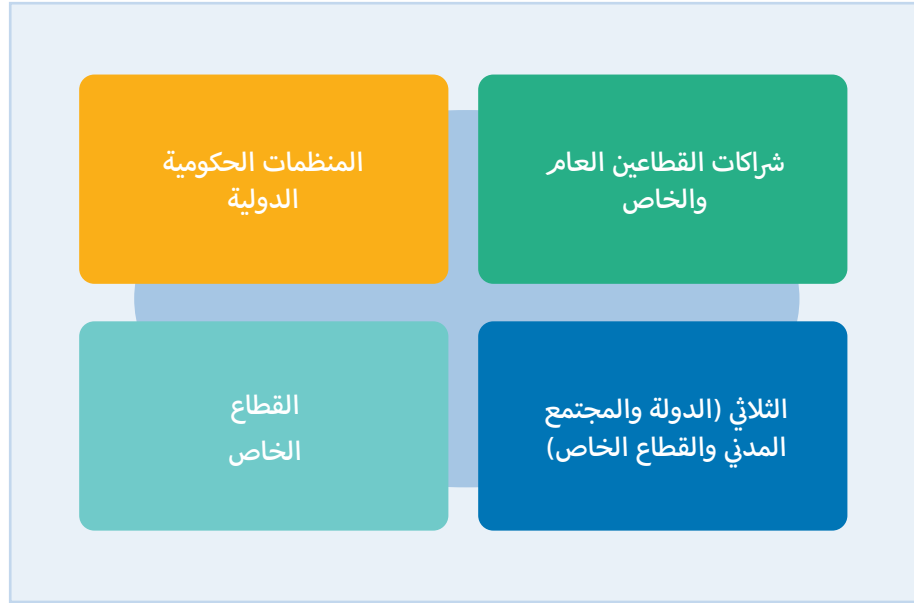 شراكات القطاعين العام
والخاص
المنظمات الحكومية
الدولية
الثلاثي (الدولة والمجتمع
المدني والقطاع الخاص)
القطاع
الخاص